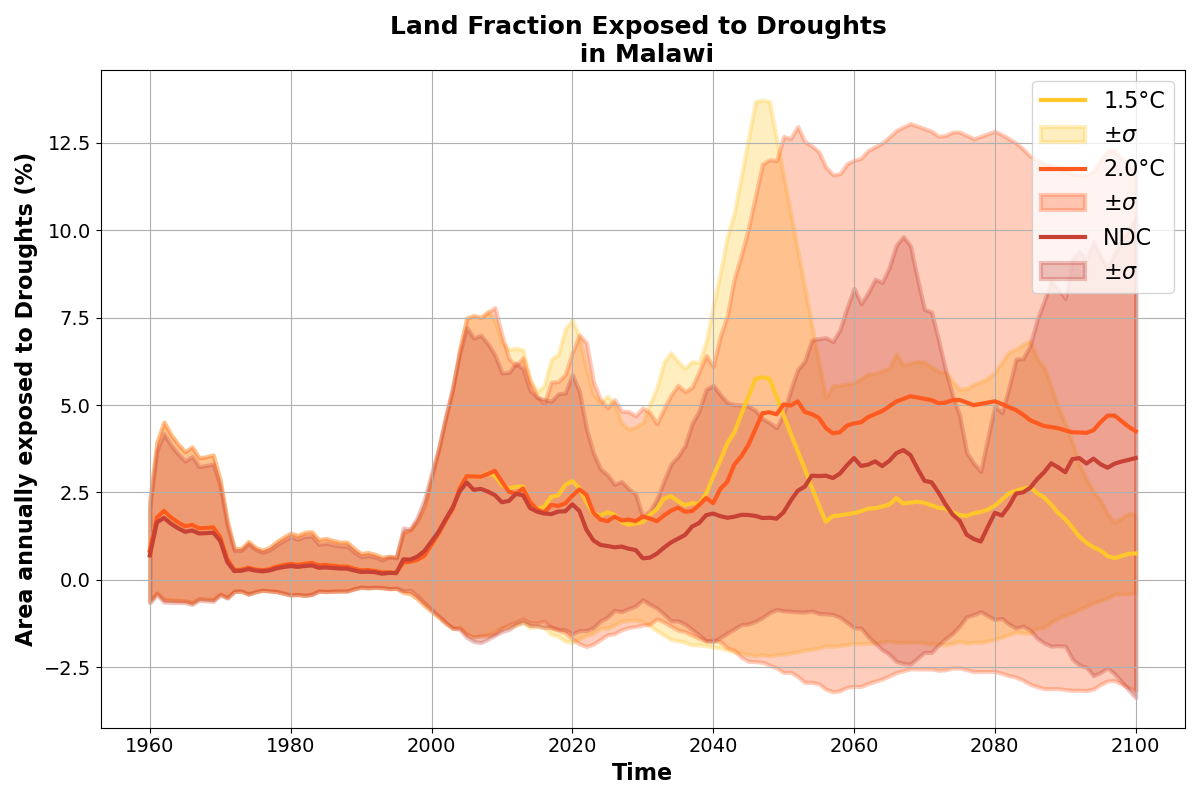 Land Fraction Exposed to Droughts
in Malawi
Area annually exposed to Droughts (%)
12.5
10.0
7.5
5.0
2.5
0.0
−2.5
1.5°C
±σ
2.0°C
±σ
NDC
±σ
1960
1980
2000
2020
2040
2060
2080
2100
Time